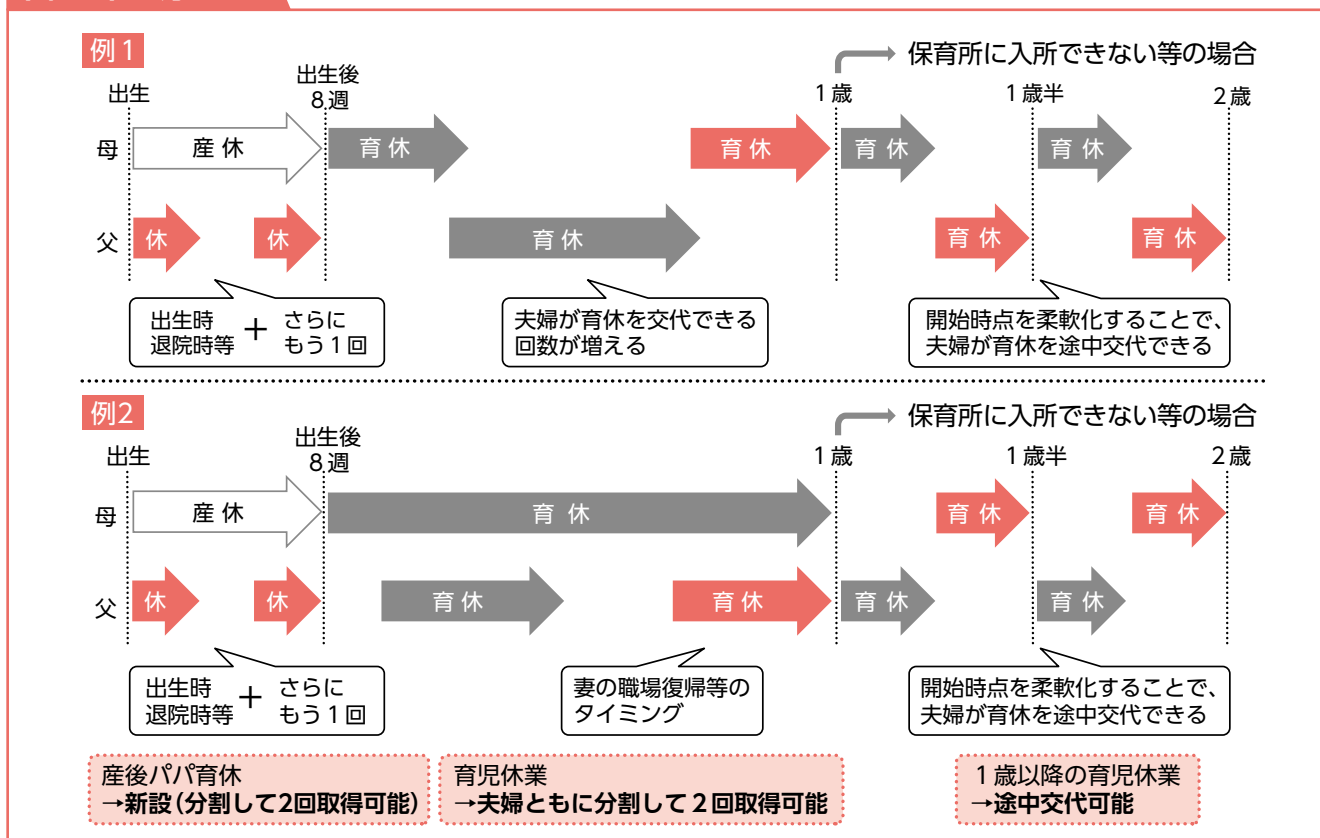 例1
保育所に入所できない等の場合
出生
出生後
8週
1歳
1歳半
2歳
母
産休
育休
育休
育休
育休
父
休
休
育休
育休
育休
出生時
退院時等
+
さらに
もう1回
夫婦が育休を交代できる
回数が増える
開始時点を柔軟化することで、
夫婦が育休を途中交代できる
例2
保育所に入所できない等の場合
出生
出生後
8週
1歳
1歳半
2歳
母
産休
育休
育休
育休
父
休
休
育休
育休
育休
育休
出生時
退院時等
+
さらに
もう1回
妻の職場復帰等の
タイミング
開始時点を柔軟化することで、
夫婦が育休を途中交代できる
産後パパ育休
→新設(分割して2回取得可能)
育児休業
→夫婦ともに分割して2回取得可能
1歳以降の育児休業
→途中交代可能